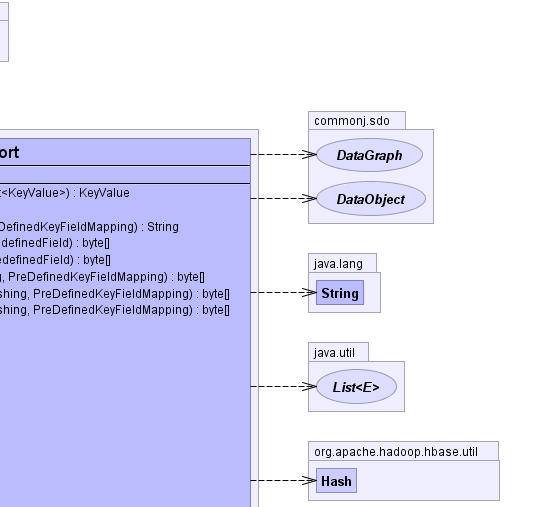 ort
t<KeyValue>) : KeyValue
DefinedKeyFieldMapping) : String
definedField) : byte[]
edefinedField) : byte[]
g, PreDefinedKeyFieldMapping) : byte[]
shing, PreDefinedKeyFieldMapping) : byte[]
shing, PreDefinedKeyFieldMapping) : byte[]
commonj.sdo
DataGraph
DataObject
java.lang
String
java.util
List<E>
org.apache.hadoop.hbase.util
Hash